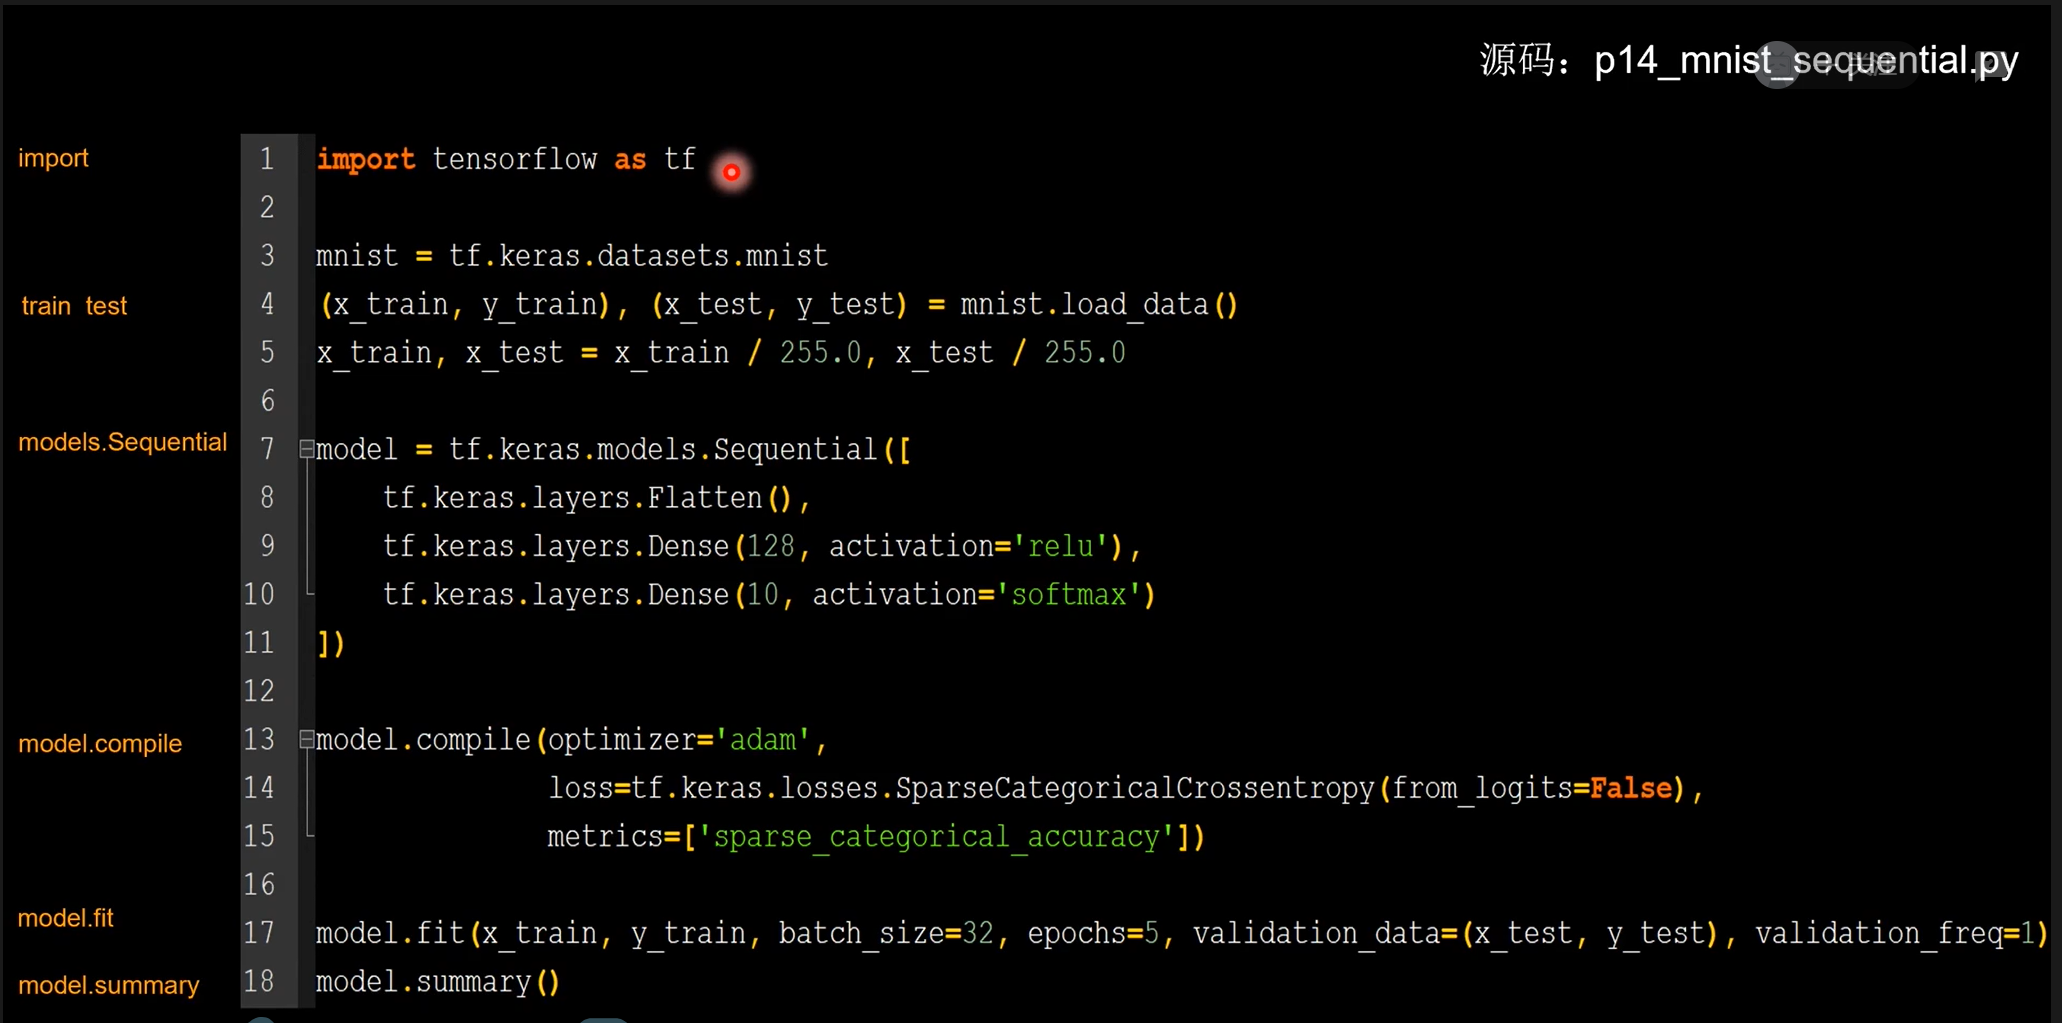 源码：p14_mnist_sequential.py
import
1 import tensorflow as tf
2
3 mnist = tf.keras.datasets.mnist
train test
4 (x_train, y_train), (x_test, y_test) = mnist.load_data()
5 x_train, x_test = x_train / 255.0, x_test / 255.0
6
models.Sequential
7 model = tf.keras.models.Sequential([
8     tf.keras.layers.Flatten(),
9     tf.keras.layers.Dense(128, activation='relu'),
10     tf.keras.layers.Dense(10, activation='softmax')
11 ])
12
model.compile
13 model.compile(optimizer='adam',
14               loss=tf.keras.losses.SparseCategoricalCrossentropy(from_logits=False),
15               metrics=['sparse_categorical_accuracy'])
16
model.fit
17 model.fit(x_train, y_train, batch_size=32, epochs=5, validation_data=(x_test, y_test), validation_freq=1)
model.summary
18 model.summary()